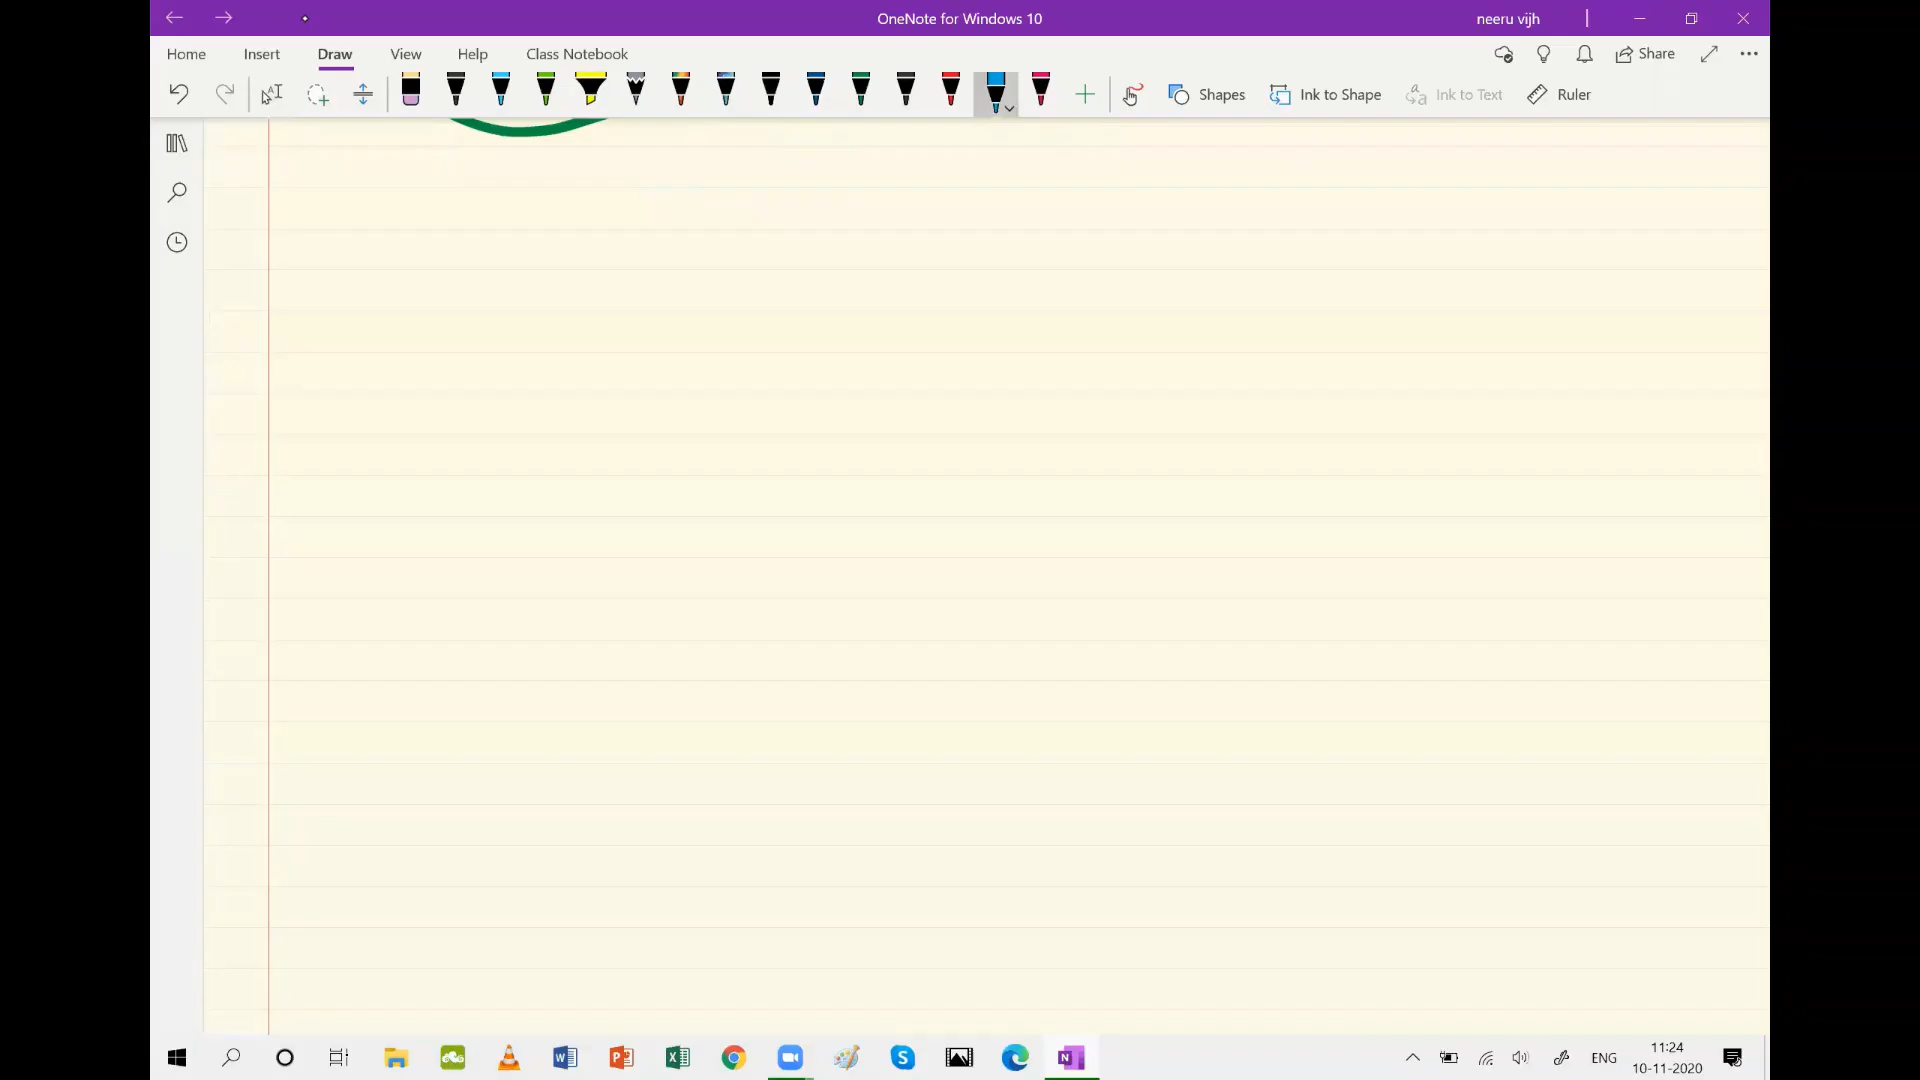 OneNote for Windows 10
neeru vijh
Home Insert Draw View Help Class Notebook
Share
Shapes
Ink to Shape
Ink to Text
Ruler
ENG
11:24
10-11-2020